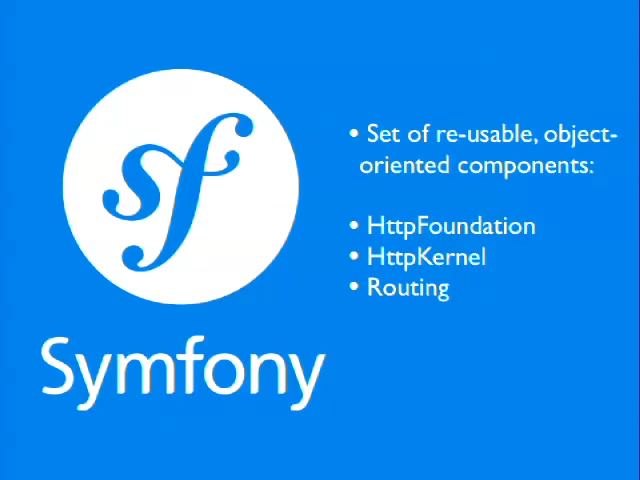 sf
Symfony
• Set of re-usable, object-
oriented components:
• HttpFoundation
• HttpKernel
• Routing